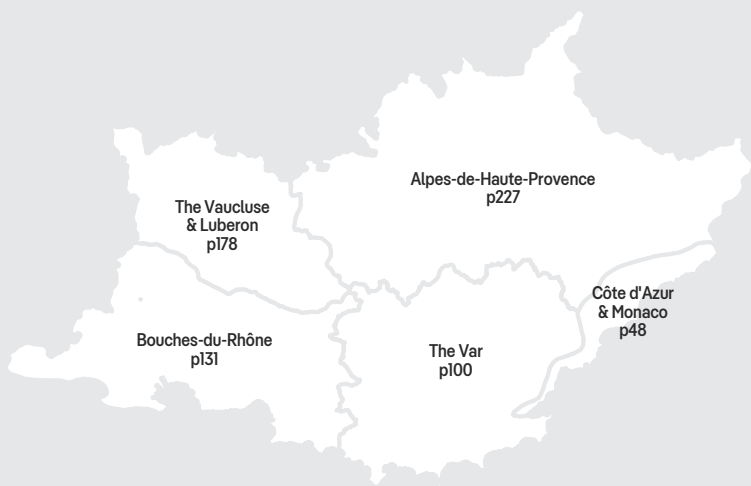 Alpes-de-Haute-Provence
p227
The Vaucluse
& Luberon
p178
Côte d'Azur
& Monaco
p48
Bouches-du-Rhône
p131
The Var
p100